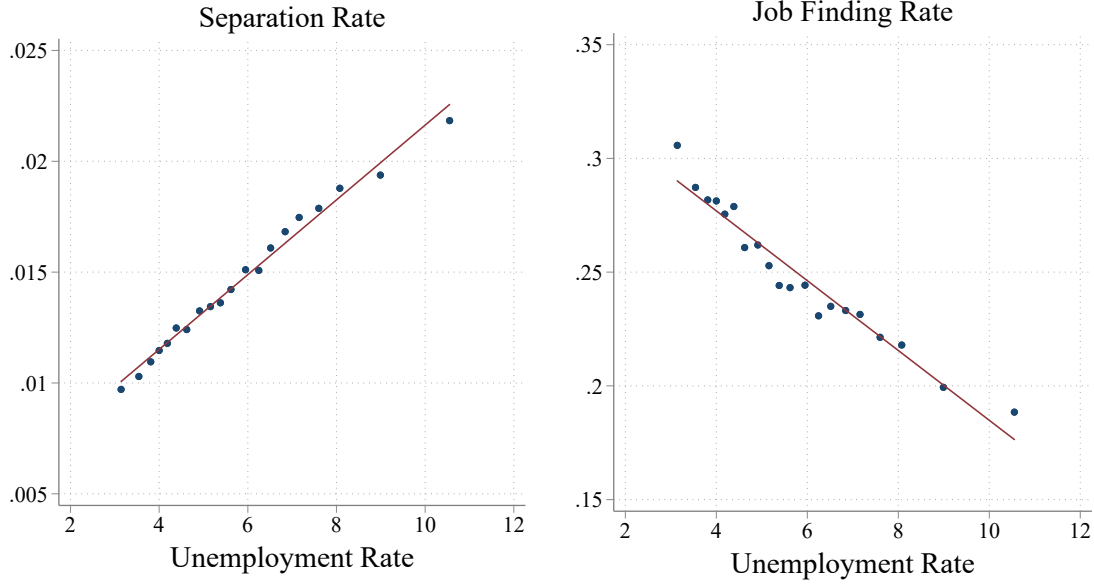 Separation Rate
.025
.02
.015
.01
.005
2 4 6 8 10 12
Unemployment Rate
Job Finding Rate
.35
.3
.25
.2
.15
2 4 6 8 10 12
Unemployment Rate